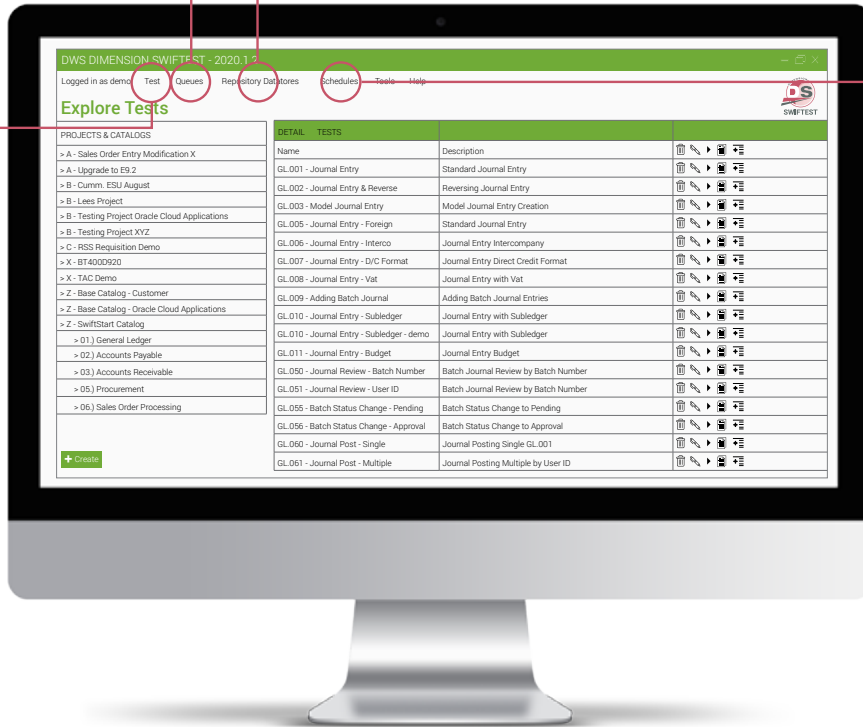 DWS DIMENSION SWIFTEST - 2020.1.2
Logged in as demo Test Queues Repository Datatores Schedules Tools Help
Explore Tests
SWIFTEST
PROJECTS & CATALOGS
> A - Sales Order Entry Modification X
> A - Upgrade to E9.2
> B - Cumm. ESU August
> B - Lees Project
> B - Testing Project Oracle Cloud Applications
> B - Testing Project XYZ
> C - RSS Requisition Demo
> X - BT400D920
> X - TAC Demo
> Z - Base Catalog - Customer
> Z - Base Catalog - Oracle Cloud Applications
> Z - SwiftStart Catalog
> 01.) General Ledger
> 02.) Accounts Payable
> 03.) Accounts Receivable
> 05.) Procurement
> 06.) Sales Order Processing
+ Create
DETAIL TESTS
Name Description
GL.001 - Journal Entry Standard Journal Entry
GL.002 - Journal Entry & Reverse Reversing Journal Entry
GL.003 - Model Journal Entry Model Journal Entry Creation
GL.005 - Journal Entry - Foreign Standard Journal Entry
GL.006 - Journal Entry - Interco Journal Entry Intercompany
GL.007 - Journal Entry - D/C Format Journal Entry Direct Credit Format
GL.008 - Journal Entry - Vat Journal Entry with Vat
GL.009 - Adding Batch Journal Adding Batch Journal Entries
GL.010 - Journal Entry - Subledger Journal Entry with Subledger
GL.010 - Journal Entry - Subledger - demo Journal Entry with Subledger
GL.011 - Journal Entry - Budget Journal Entry Budget
GL.050 - Journal Review - Batch Number Batch Journal Review by Batch Number
GL.051 - Journal Review - User ID Batch Journal Review by Batch Number
GL.055 - Batch Status Change - Pending Batch Status Change to Pending
GL.056 - Batch Status Change - Approval Batch Status Change to Approval
GL.060 - Journal Post - Single Journal Posting Single GL.001
GL.061 - Journal Post - Multiple Journal Posting Multiple by User ID